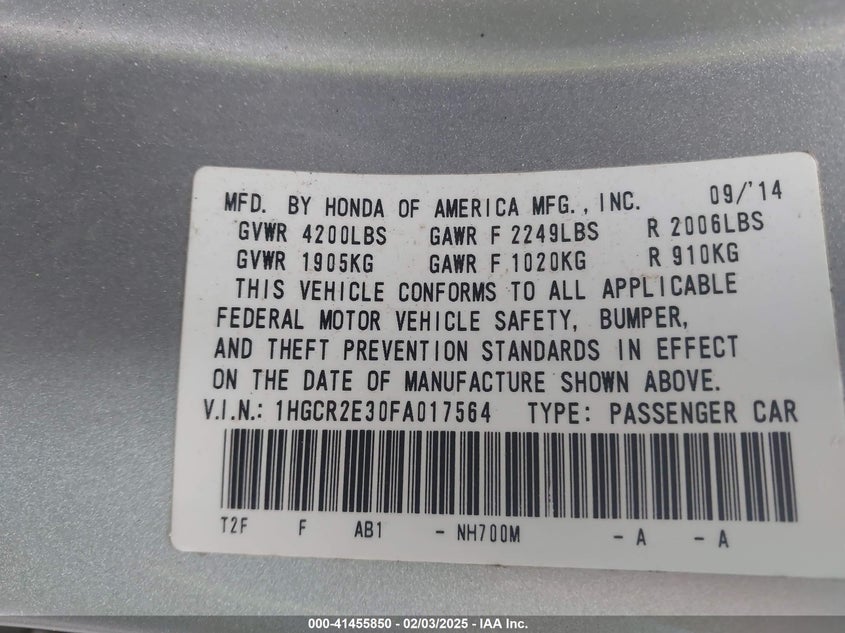 MFD. BY HONDA OF AMERICA MFG., INC. 09/'14
GVWR 4200LBS GAWR F 2249LBS R 2006LBS
GVWR 1905KG GAWR F 1020KG R 910KG
THIS VEHICLE CONFORMS TO ALL APPLICABLE
FEDERAL MOTOR VEHICLE SAFETY, BUMPER,
AND THEFT PREVENTION STANDARDS IN EFFECT
ON THE DATE OF MANUFACTURE SHOWN ABOVE.
V.I.N.: 1HGCR2E30FA017564 TYPE: PASSENGER CAR
T2F F AB1 - NH700M - A - A
000-41455850 - 02/03/2025 - IAA Inc.